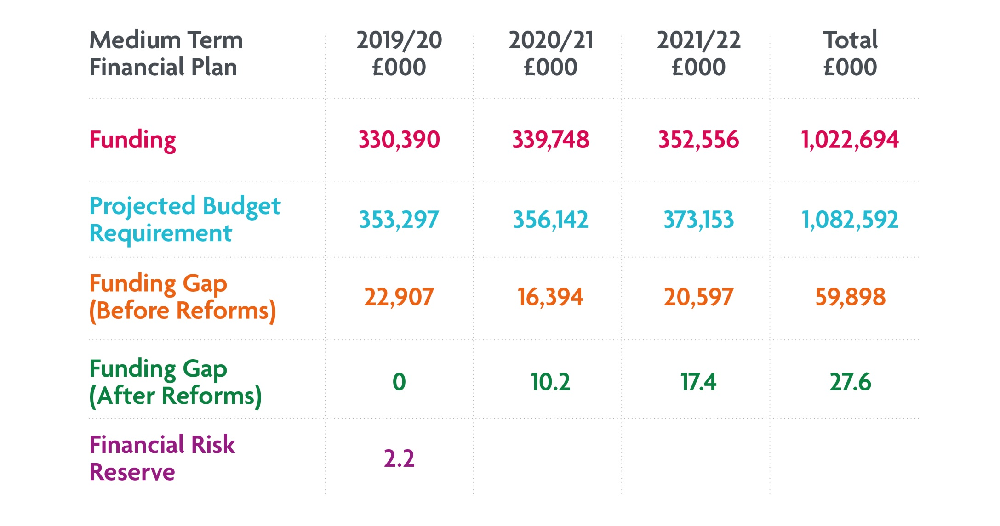 Medium Term
Financial Plan
2019/20
£000
2020/21
£000
2021/22
£000
Total
£000
Funding
330,390
339,748
352,556
1,022,694
Projected Budget
Requirement
353,297
356,142
373,153
1,082,592
Funding Gap
(Before Reforms)
22,907
16,394
20,597
59,898
Funding Gap
(After Reforms)
0
10.2
17.4
27.6
Financial Risk
Reserve
2.2